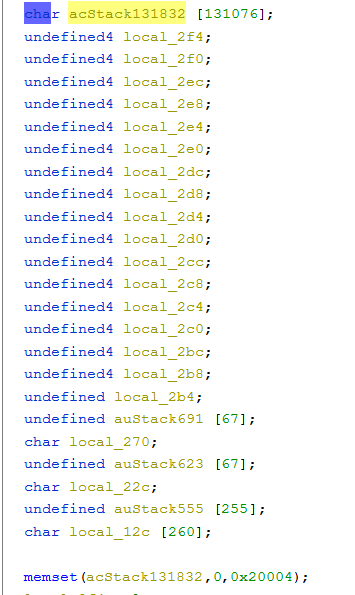 char acStack131832 [131076];
undefined4 local_2f4;
undefined4 local_2f0;
undefined4 local_2ec;
undefined4 local_2e8;
undefined4 local_2e4;
undefined4 local_2e0;
undefined4 local_2dc;
undefined4 local_2d8;
undefined4 local_2d4;
undefined4 local_2d0;
undefined4 local_2cc;
undefined4 local_2c8;
undefined4 local_2c4;
undefined4 local_2c0;
undefined4 local_2bc;
undefined4 local_2b8;
undefined local_2b4;
undefined auStack691 [67];
char local_270;
undefined auStack623 [67];
char local_22c;
undefined auStack555 [255];
char local_12c [260];
memset(acStack131832,0,0x20004);